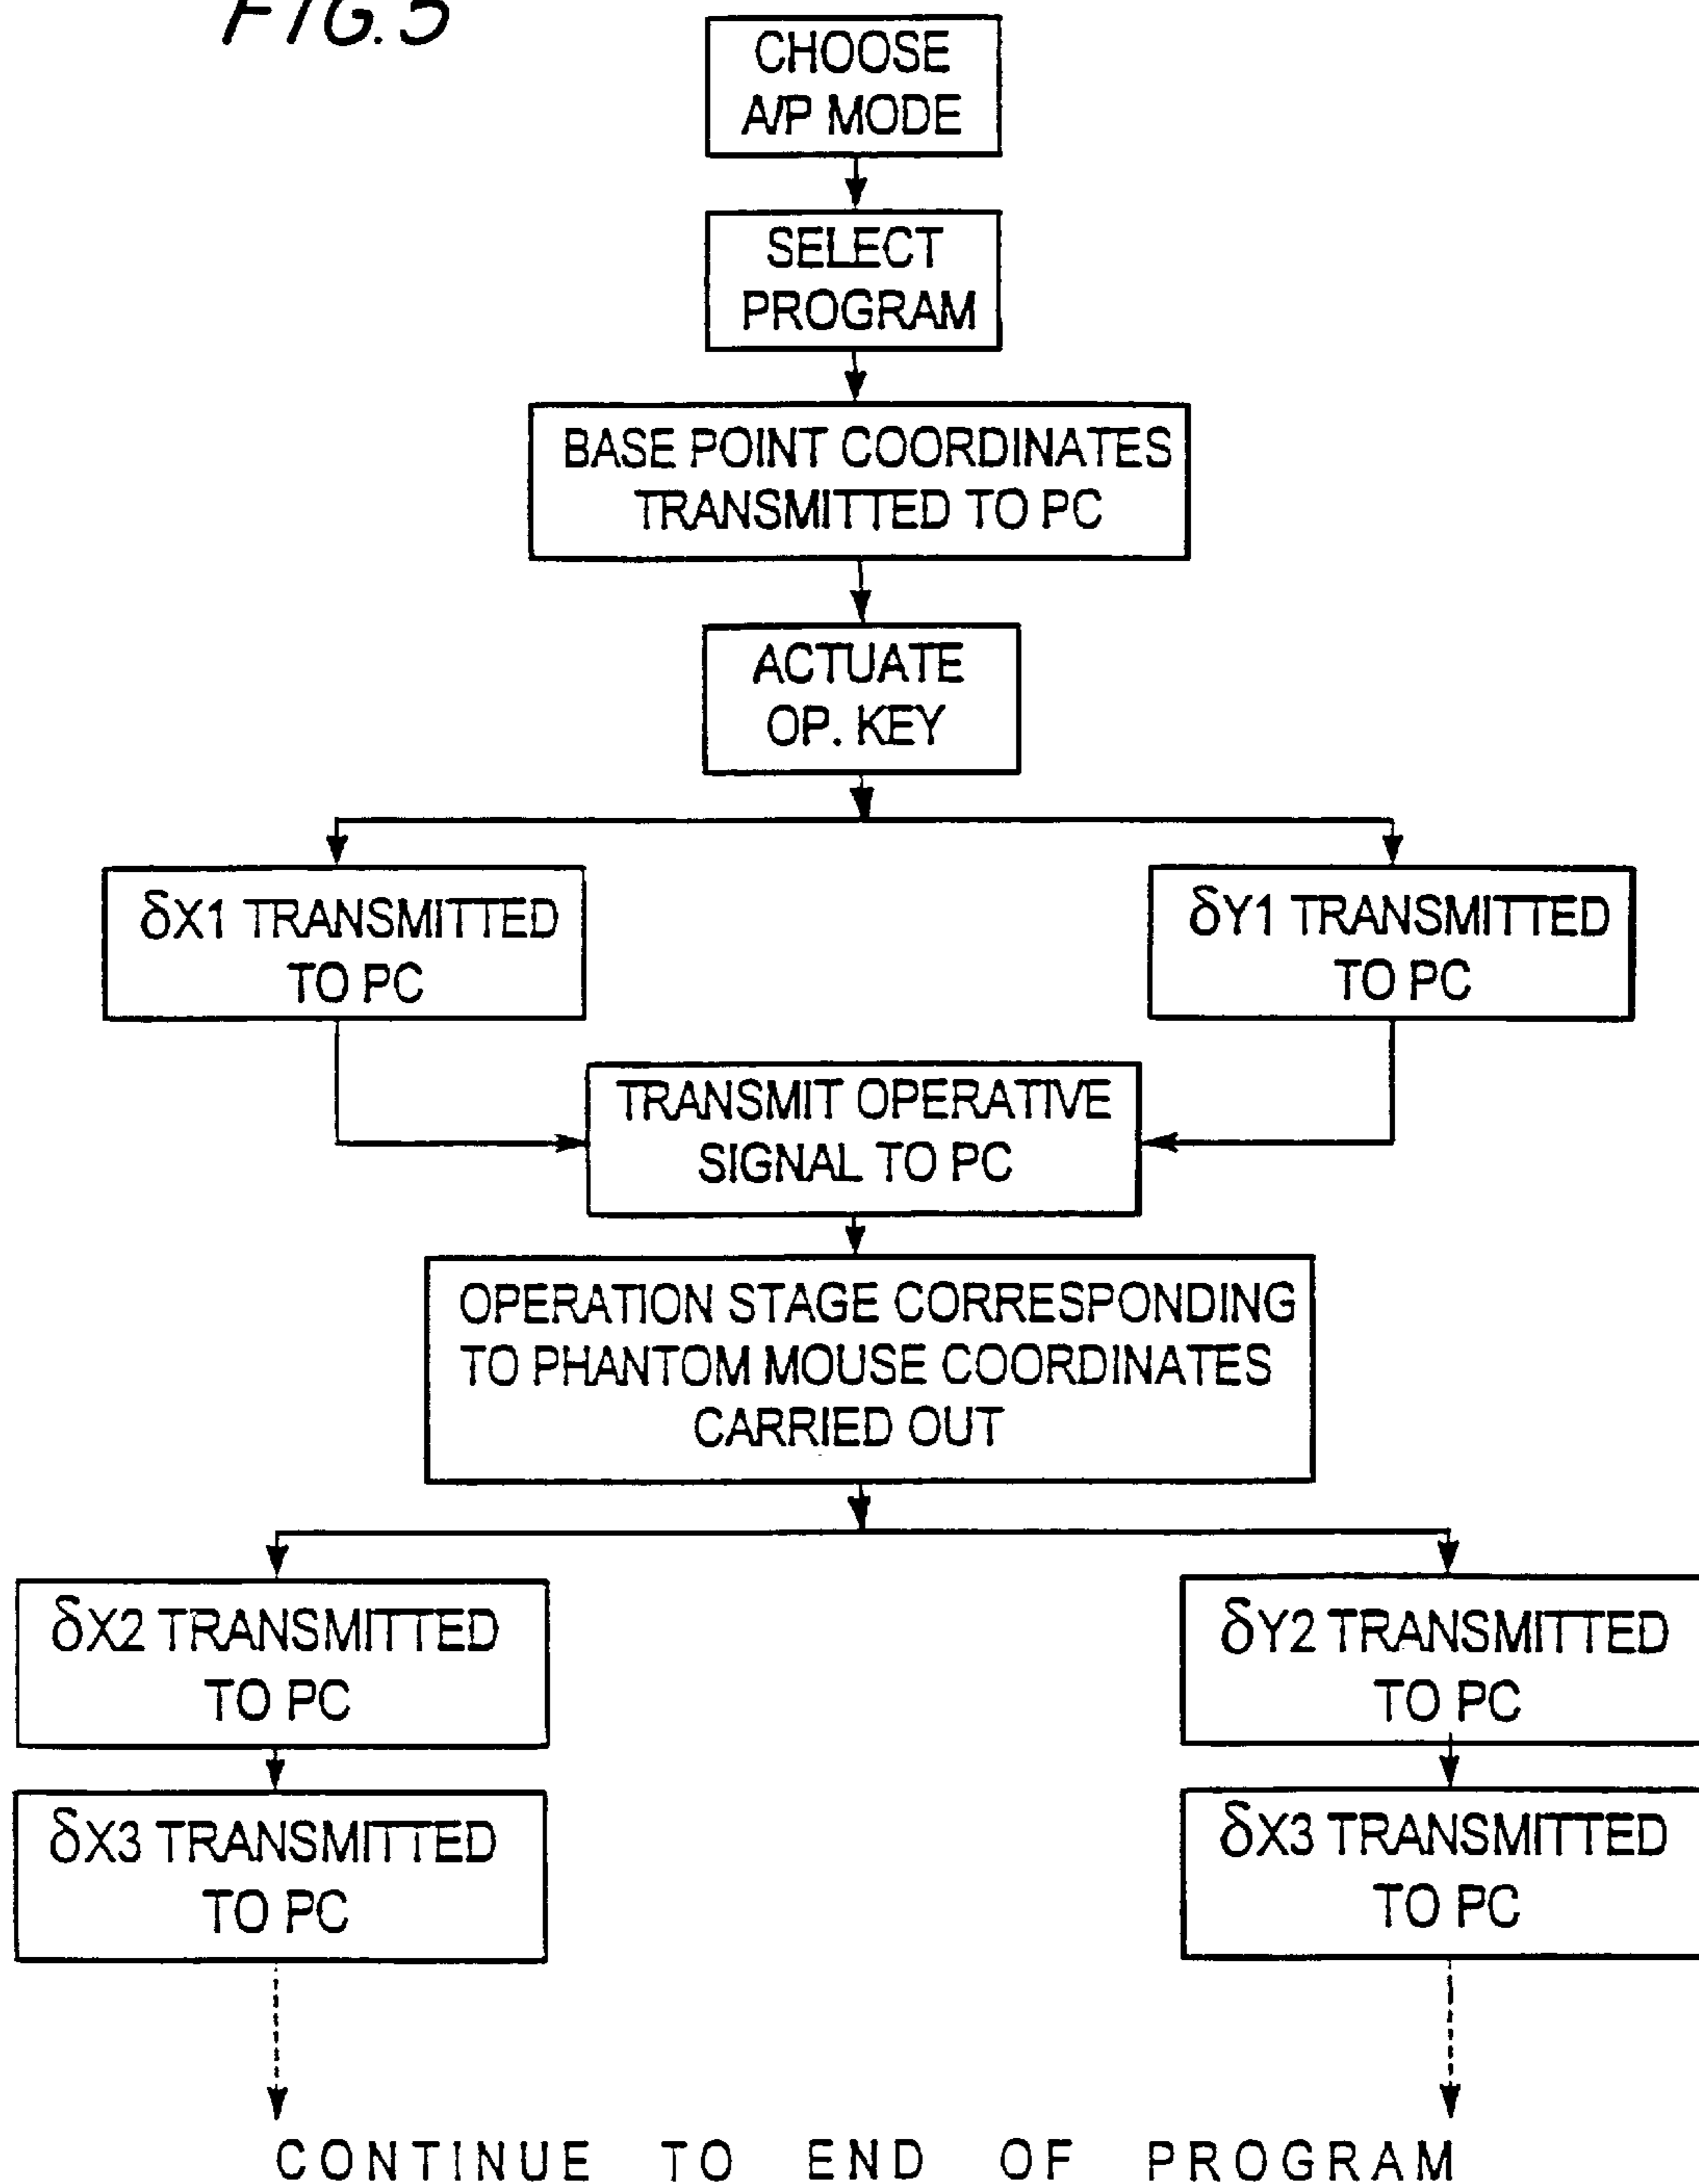 FIG. 5
CHOOSE
A/P MODE
SELECT
PROGRAM
BASE POINT COORDINATES
TRANSMITTED TO PC
ACTUATE
OP. KEY
δX1 TRANSMITTED
TO PC
δY1 TRANSMITTED
TO PC
TRANSMIT OPERATIVE
SIGNAL TO PC
OPERATION STAGE CORRESPONDING
TO PHANTOM MOUSE COORDINATES
CARRIED OUT
δX2 TRANSMITTED
TO PC
δY2 TRANSMITTED
TO PC
δX3 TRANSMITTED
TO PC
δX3 TRANSMITTED
TO PC
CONTINUE TO END OF PROGRAM